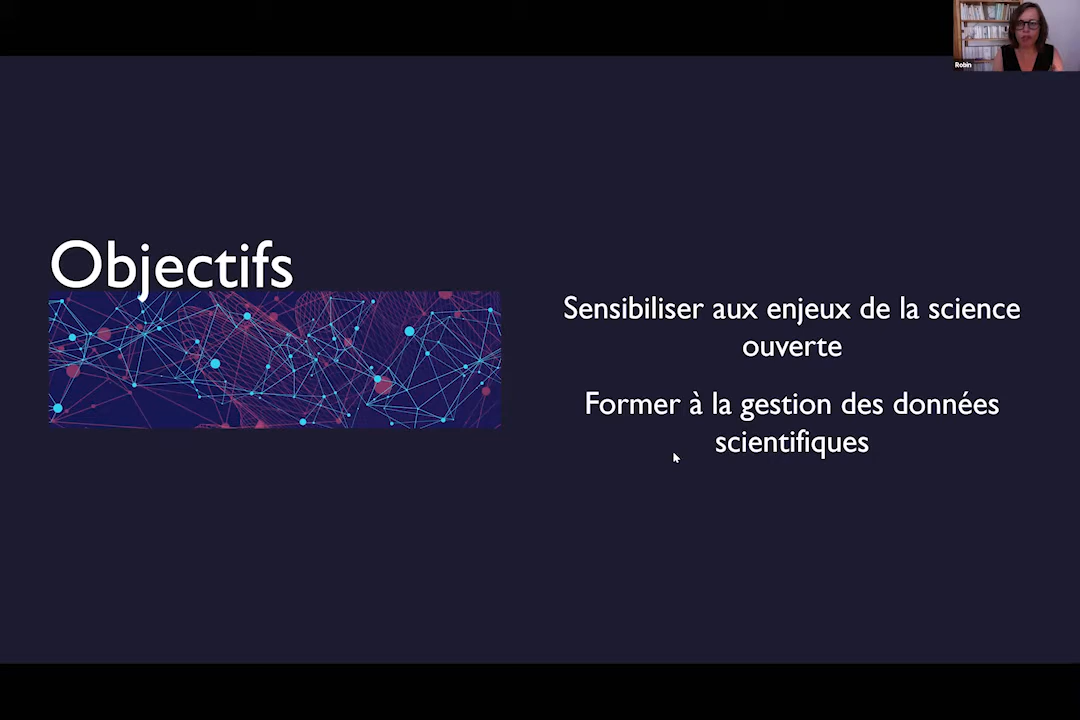 Robin
Objectifs
Sensibiliser aux enjeux de la science
ouverte
Former à la gestion des données
scientifiques